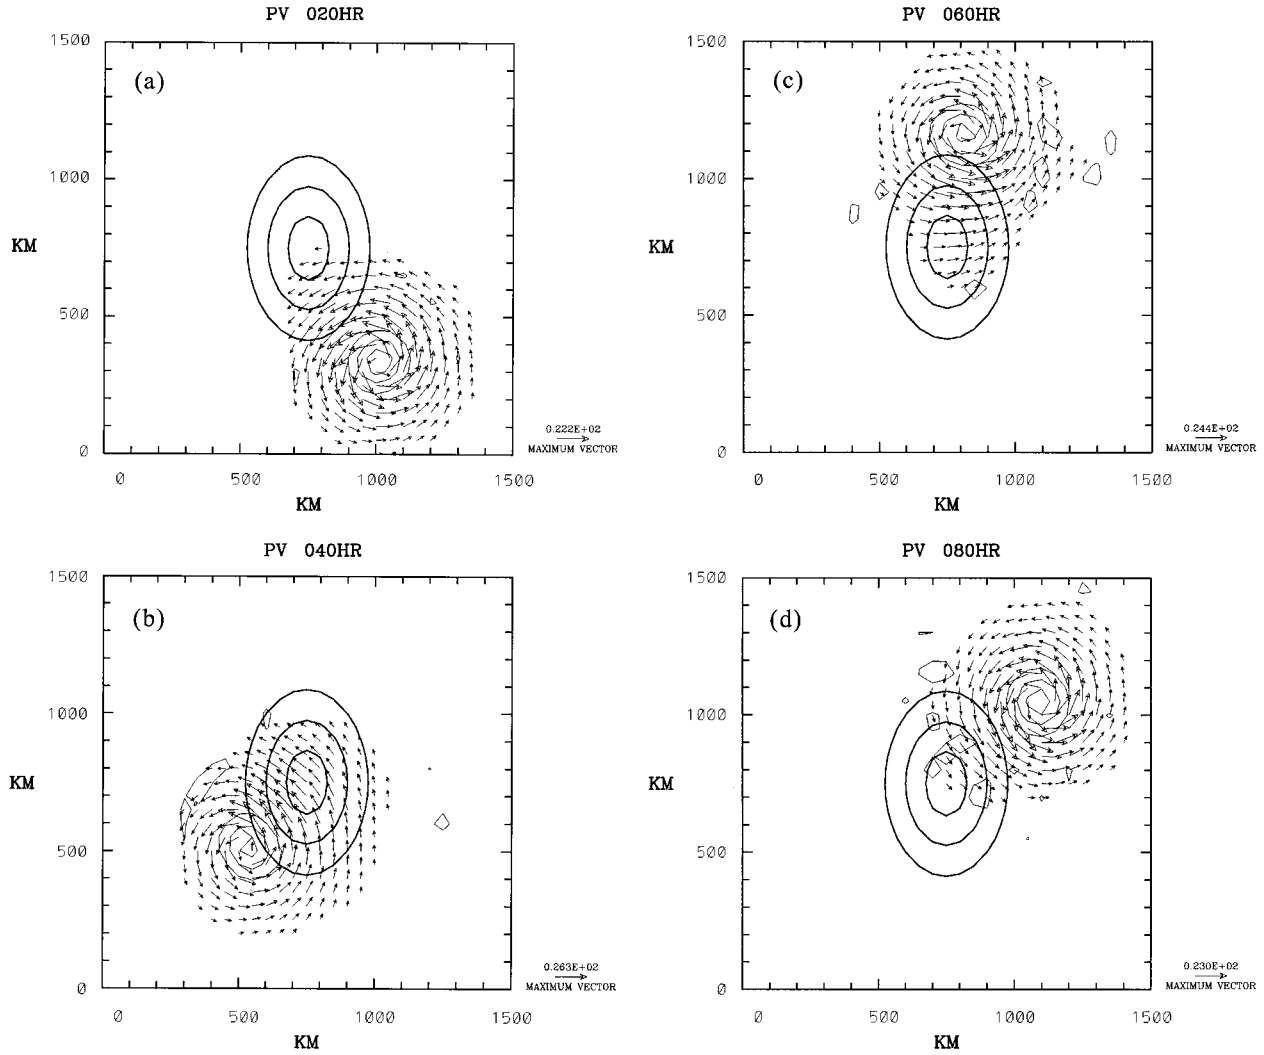 PV 020HR
1500
(a)
1000
KM
500
0
0 500 1000 1500
KM
0.222E+02
MAXIMUM VECTOR
PV 060HR
1500
(c)
1000
KM
500
0
0 500 1000 1500
KM
0.244E+02
MAXIMUM VECTOR
PV 040HR
1500
(b)
1000
KM
500
0
0 500 1000 1500
KM
0.263E+02
MAXIMUM VECTOR
PV 080HR
1500
(d)
1000
KM
500
0
0 500 1000 1500
KM
0.230E+02
MAXIMUM VECTOR